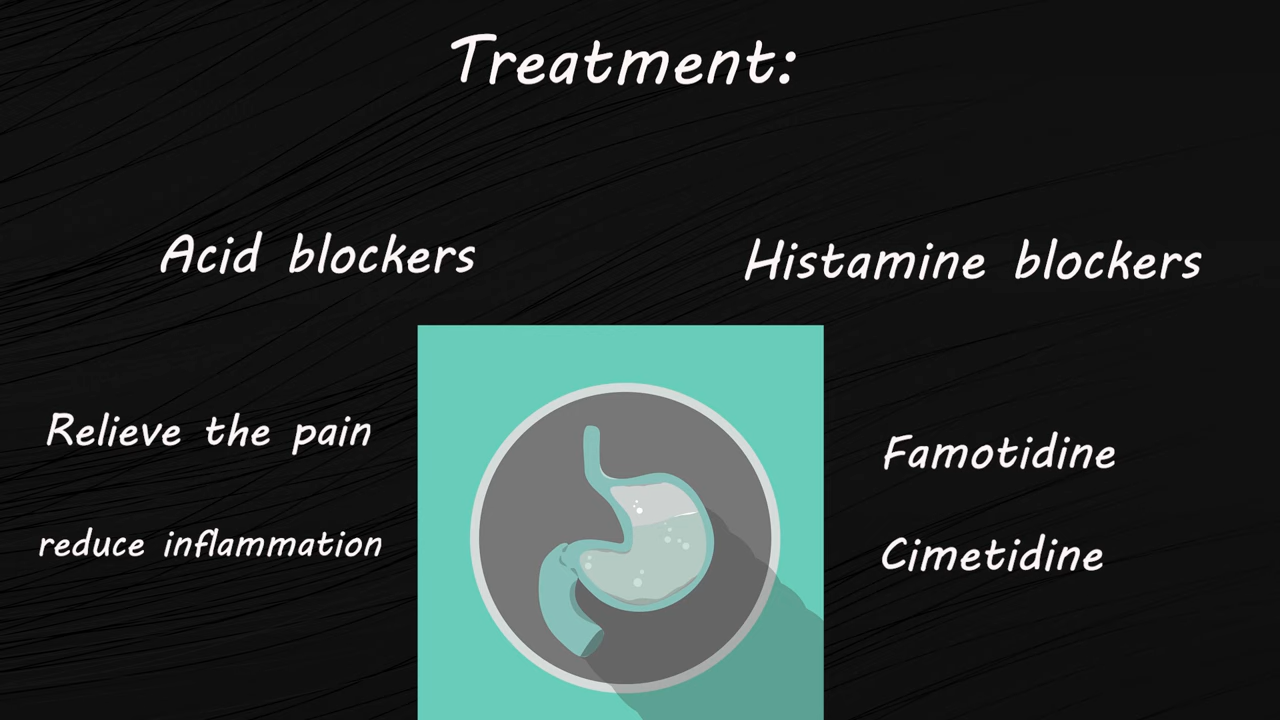 Treatment:
Acid blockers
Histamine blockers
Relieve the pain
reduce inflammation
Famotidine
Cimetidine